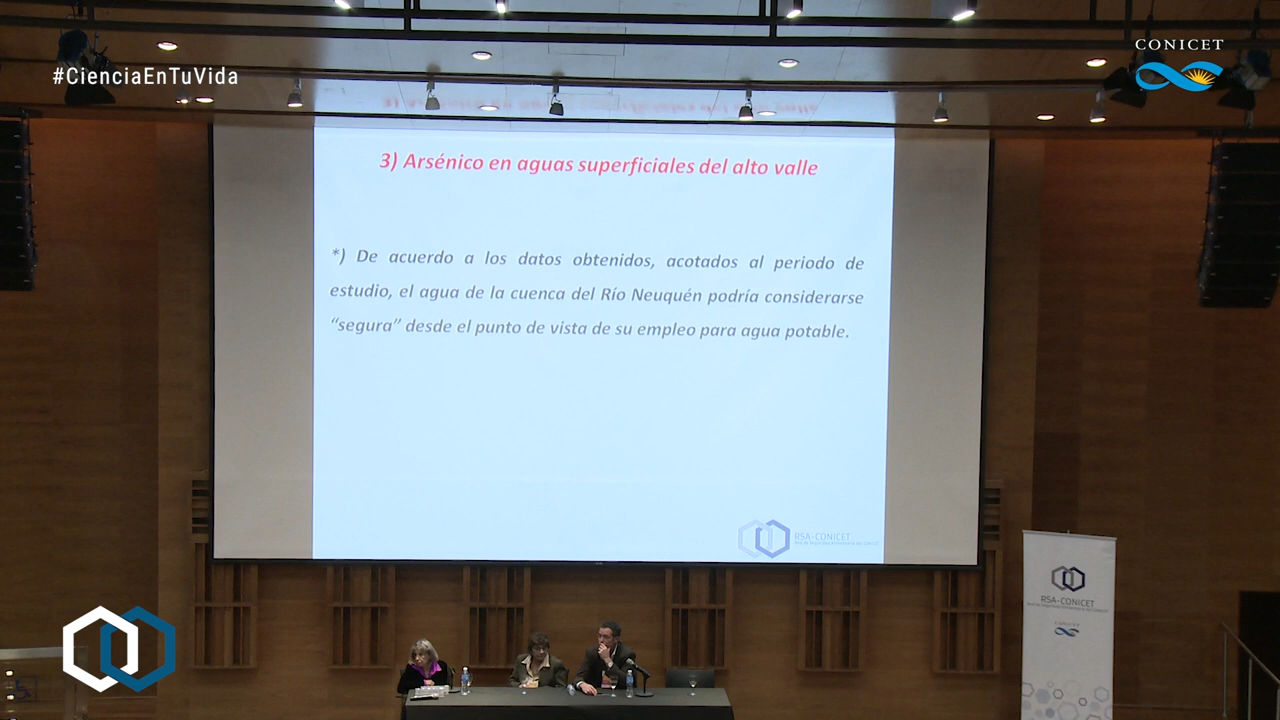 CONICET
#CienciaEnTuVida
3) Arsénico en aguas superficiales del alto valle
*) De acuerdo a los datos obtenidos, acotados al periodo de
estudio, el agua de la cuenca del Río Neuquén podría considerarse
“segura” desde el punto de vista de su empleo para agua potable.
RSA-CONICET
RSA-CONICET
CONICET